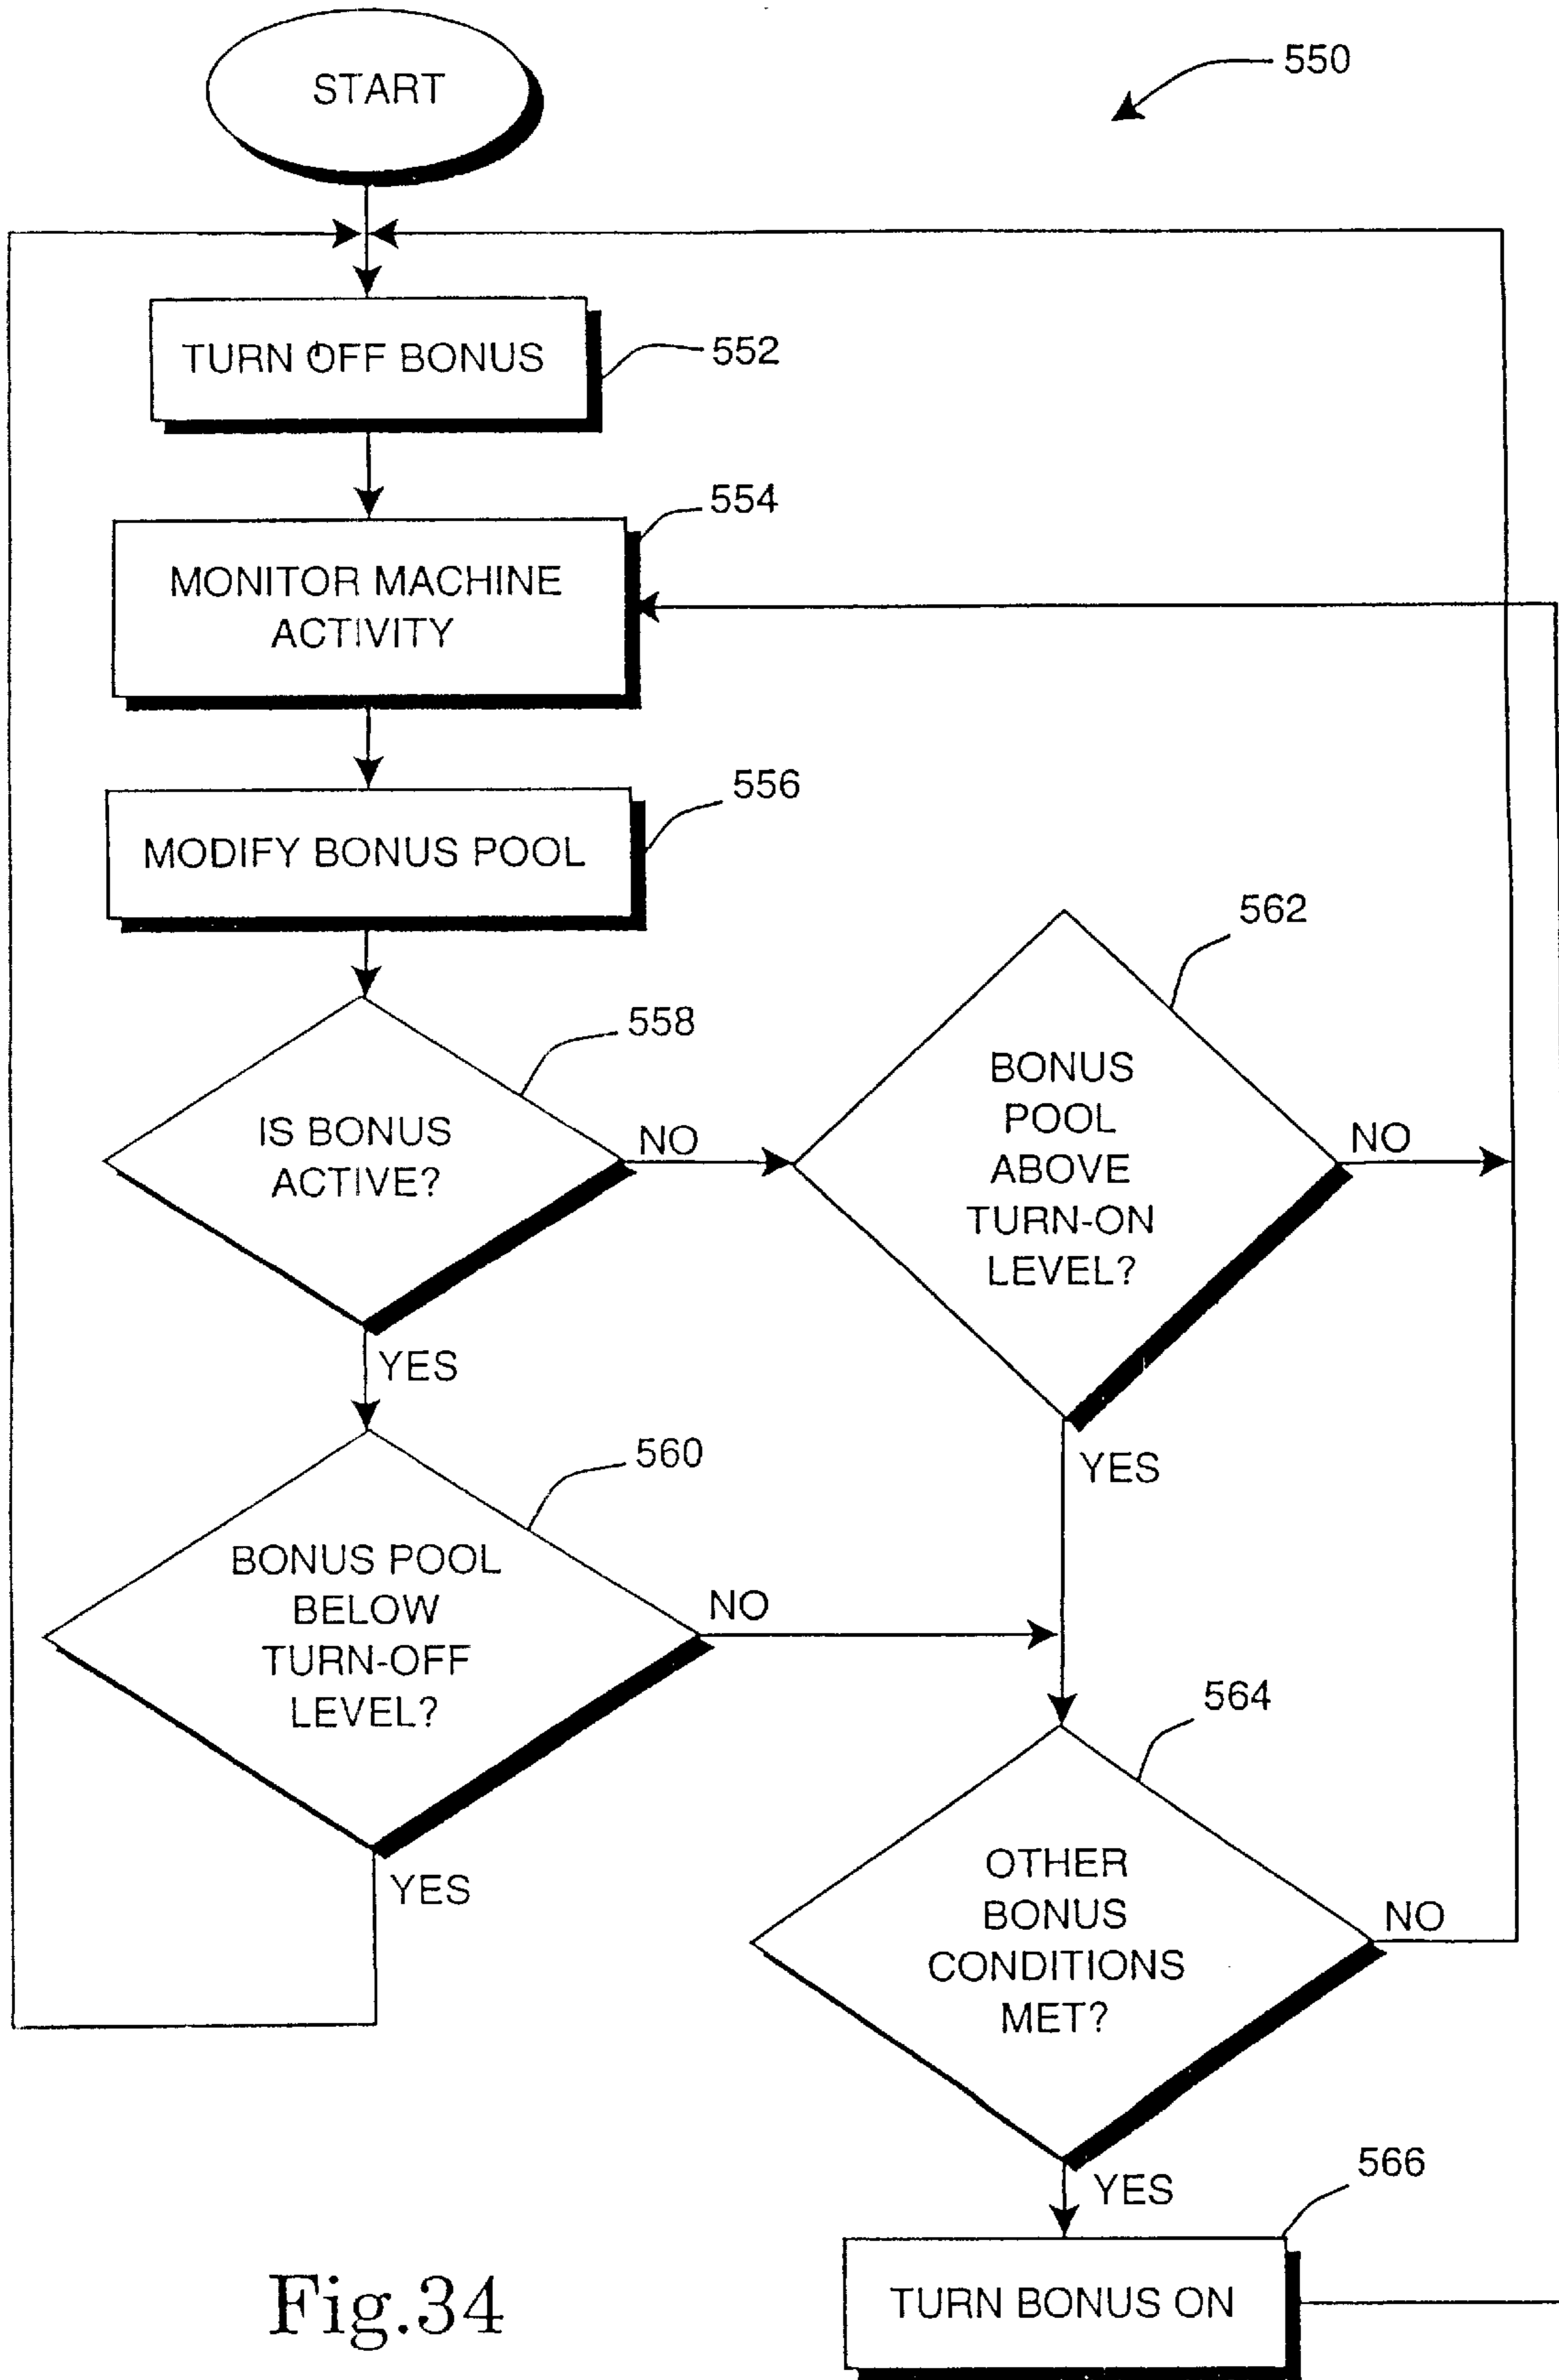 START
550
TURN OFF BONUS
552
554
MONITOR MACHINE
ACTIVITY
556
MODIFY BONUS POOL
562
558
IS BONUS
ACTIVE?
NO
BONUS
POOL
ABOVE
TURN-ON
LEVEL?
NO
YES
YES
560
BONUS POOL
BELOW
TURN-OFF
LEVEL?
NO
YES
564
OTHER
BONUS
CONDITIONS
MET?
NO
YES
566
TURN BONUS ON
Fig.34